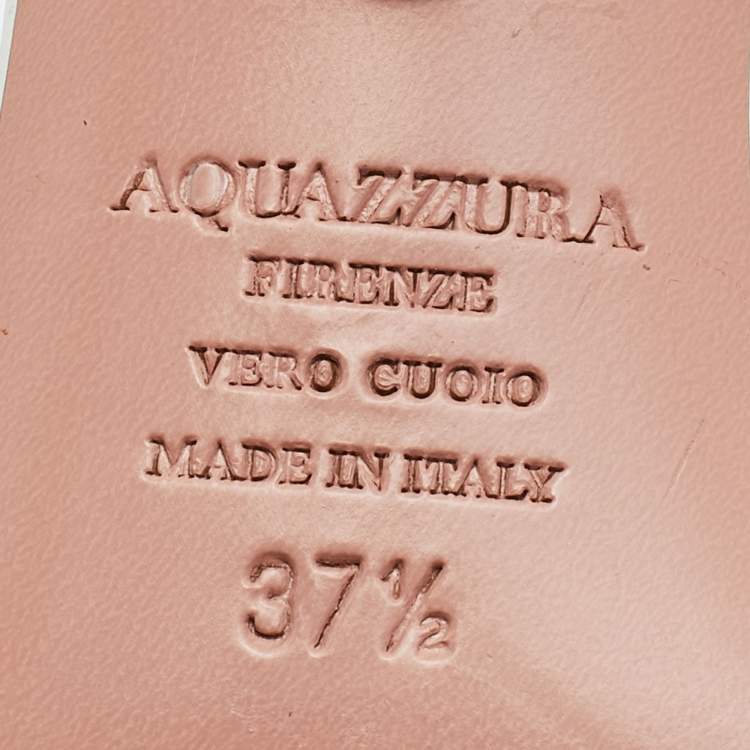 AQUAZZURA
FIRENZE
VERO CUOIO
MADE IN ITALY
37½